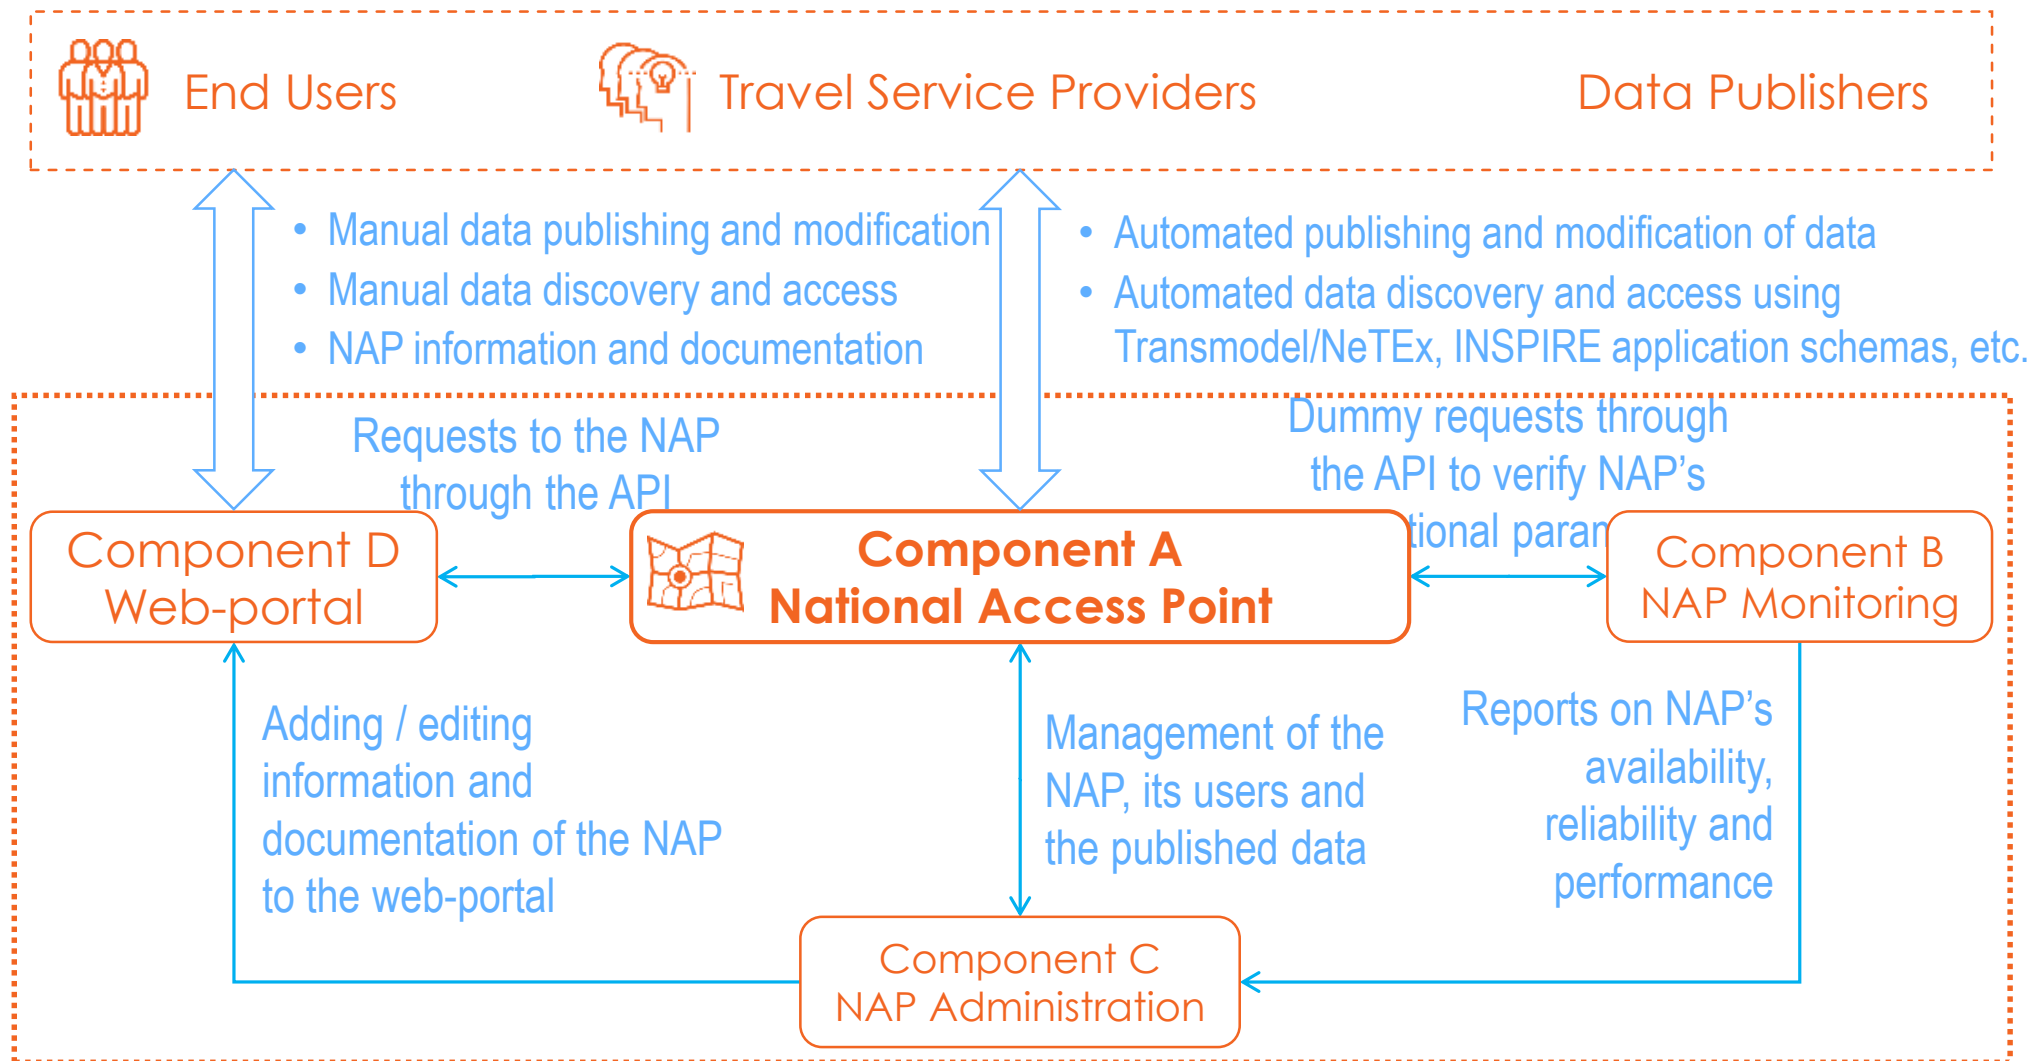 End Users
Travel Service Providers
Data Publishers
• Manual data publishing and modification
• Manual data discovery and access
• NAP information and documentation
• Automated publishing and modification of data
• Automated data discovery and access using
Transmodel/NeTEx, INSPIRE application schemas, etc.
Requests to the NAP
through the API
Dummy requests through
the API to verify NAP's
Component D
Web-portal
Component A
National Access Point
Component B
NAP Monitoring
Adding / editing
information and
documentation of the NAP
to the web-portal
Management of the
NAP, its users and
the published data
Reports on NAP's
availability,
reliability and
performance
Component C
NAP Administration